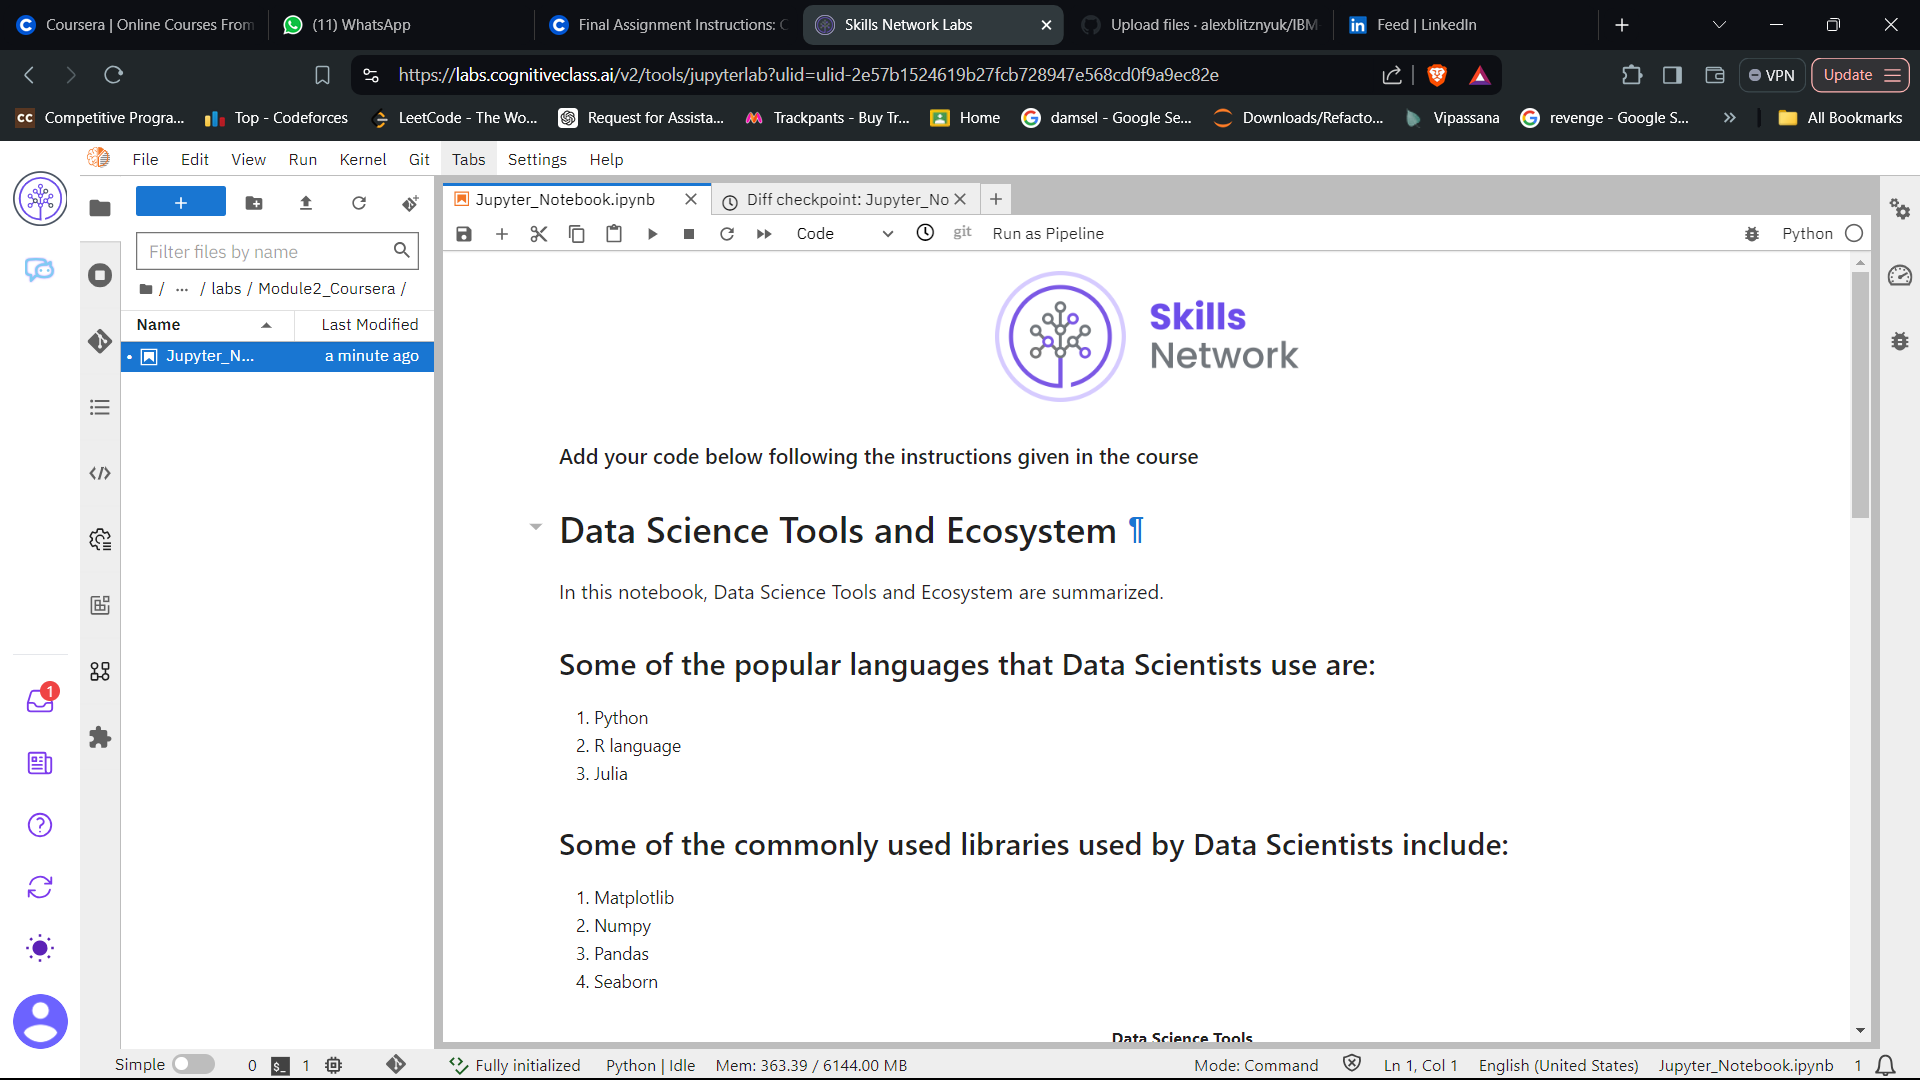 Coursera | Online Courses From
(11) WhatsApp
Final Assignment Instructions: C
Skills Network Labs
Upload files · alexblitznyuk/IBM-
Feed | LinkedIn
https://labs.cognitiveclass.ai/v2/tools/jupyterlab?ulid=ulid-2e57b1524619b27fcb728947e568cd0f9a9ec82e
VPN
Update
CC Competitive Progra...
Top - Codeforces
LeetCode - The Wo...
Request for Assista...
Trackpants - Buy Tr...
Home
damsel - Google Se...
Downloads/Refacto...
Vipassana
revenge - Google S...
»
All Bookmarks
File Edit View Run Kernel Git Tabs Settings Help
Filter files by name
/ ... / labs / Module2_Coursera /
Name Last Modified
Jupyter_N... a minute ago
1
Jupyter_Notebook.ipynb
Diff checkpoint: Jupyter_No
Code
git
Run as Pipeline
Python
Skills
Network
Add your code below following the instructions given in the course
Data Science Tools and Ecosystem ¶
In this notebook, Data Science Tools and Ecosystem are summarized.
Some of the popular languages that Data Scientists use are:
1. Python
2. R language
3. Julia
Some of the commonly used libraries used by Data Scientists include:
1. Matplotlib
2. Numpy
3. Pandas
4. Seaborn
Data Science Tools
Simple 0 $_ 1 Fully initialized Python | Idle Mem: 363.39 / 6144.00 MB Mode: Command Ln 1, Col 1 English (United States) Jupyter_Notebook.ipynb 1